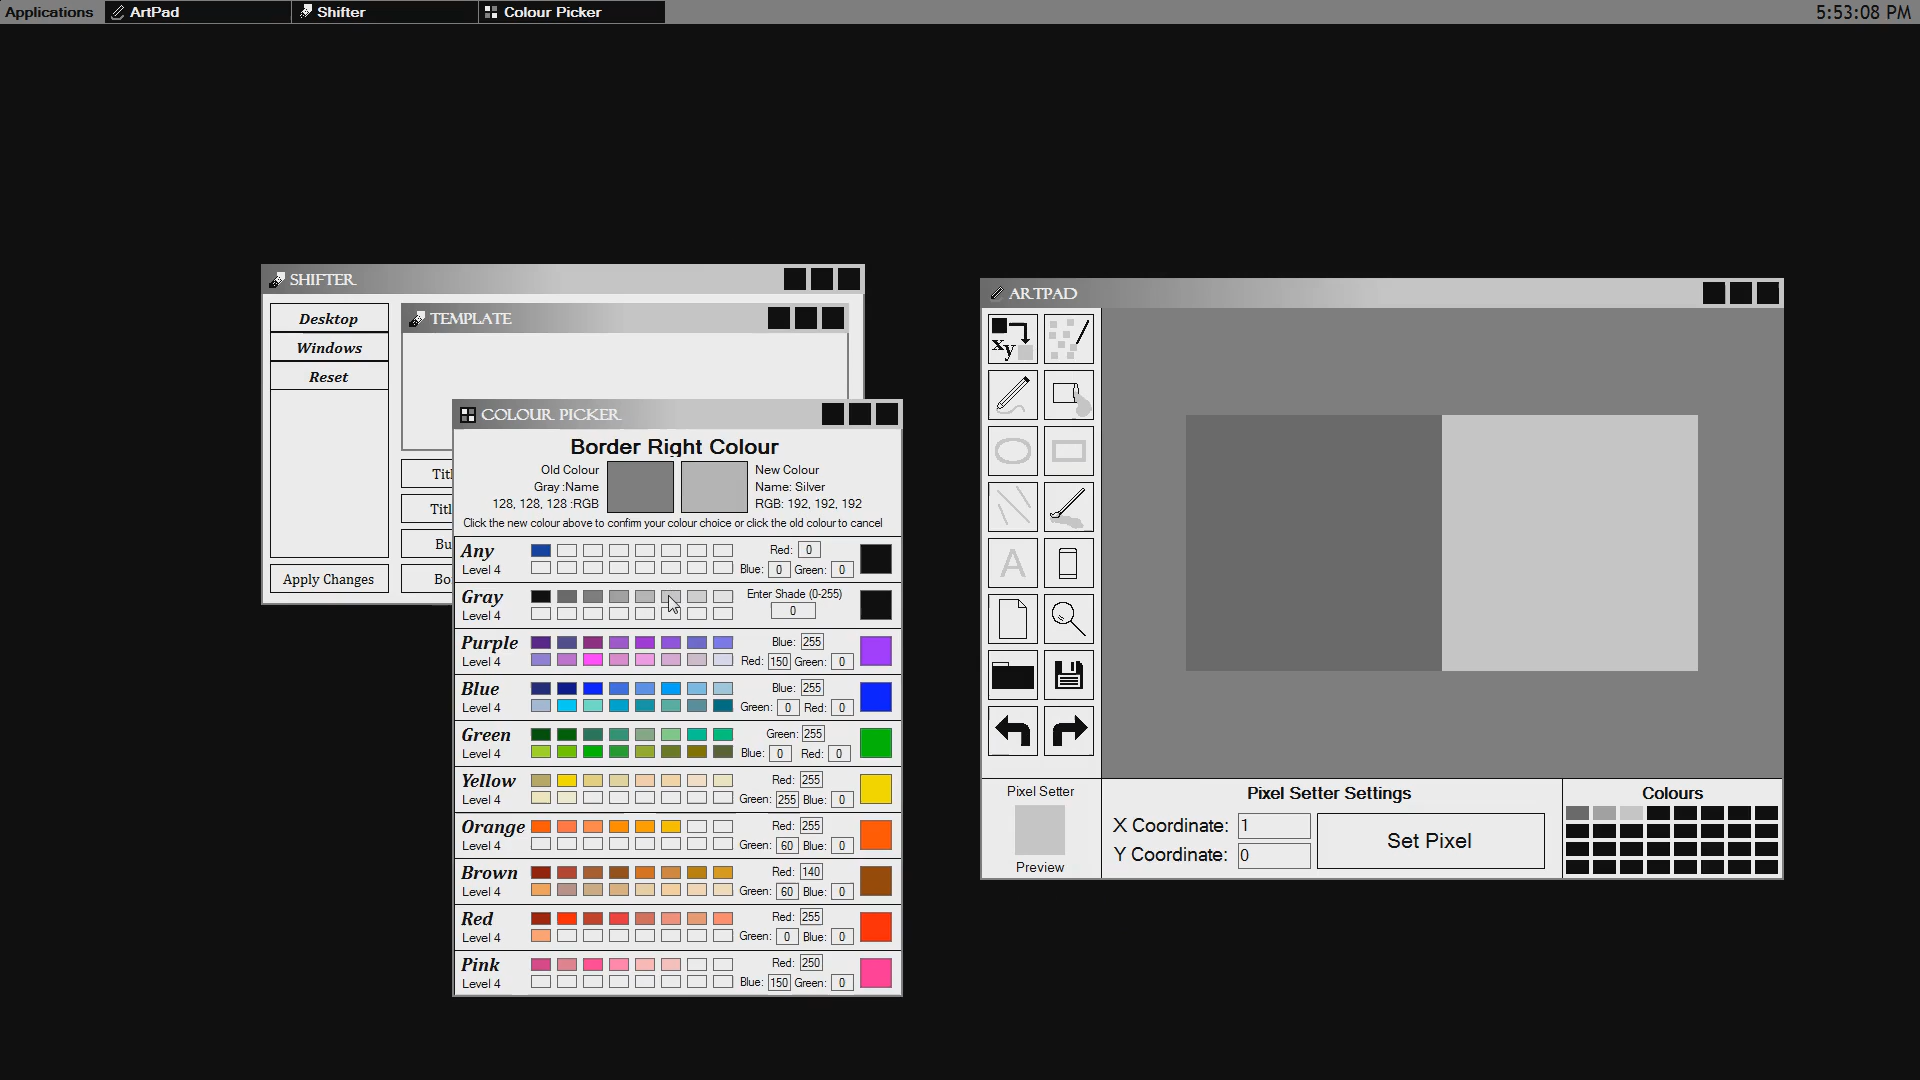 Applications ArtPad Shifter Colour Picker 5:53:08 PM
SHIFTER
Desktop
Windows
Reset
Apply Changes
TEMPLATE
Titl
Titl
Bu
Bo
COLOUR PICKER
Border Right Colour
Old Colour
Gray :Name
128, 128, 128 :RGB
New Colour
Name: Silver
RGB: 192, 192, 192
Click the new colour above to confirm your colour choice or click the old colour to cancel
Any
Level 4
Red: 0
Blue: 0 Green: 0
Gray
Level 4
Enter Shade (0-255)
0
Purple
Level 4
Blue: 255
Red: 150 Green: 0
Blue
Level 4
Blue: 255
Green: 0 Red: 0
Green
Level 4
Green: 255
Blue: 0 Red: 0
Yellow
Level 4
Red: 255
Green: 255 Blue: 0
Orange
Level 4
Red: 255
Green: 60 Blue: 0
Brown
Level 4
Red: 140
Green: 60 Blue: 0
Red
Level 4
Red: 255
Green: 0 Blue: 0
Pink
Level 4
Red: 250
Blue: 150 Green: 0
ARTPAD
xy
A
Pixel Setter
Preview
Pixel Setter Settings
X Coordinate: 1
Y Coordinate: 0
Set Pixel
Colours